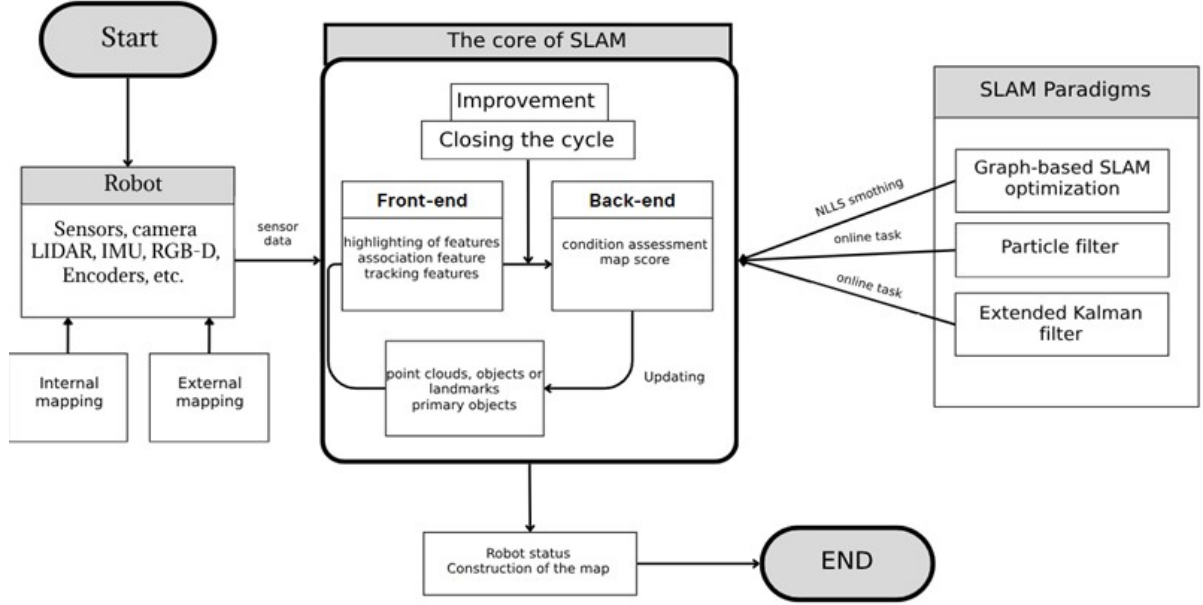 Start
The core of SLAM
Improvement
Closing the cycle
SLAM Paradigms
Graph-based SLAM
optimization
Particle filter
Extended Kalman
filter
NLLS smothing
online task
online task
Robot
Sensors, camera
LIDAR, IMU, RGB-D,
Encoders, etc.
sensor
data
Internal
mapping
External
mapping
Front-end
highlighting of features
association feature
tracking features
Back-end
condition assessment
map score
point clouds, objects or
landmarks
primary objects
Updating
Robot status
Construction of the map
END